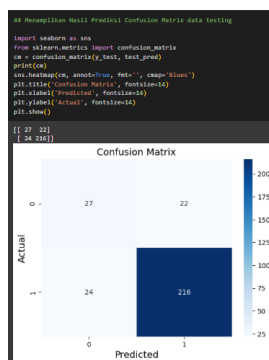 ## Menampilkan Hasil Prediksi Confusion Matrix data testing
import seaborn as sns
from sklearn.metrics import confusion_matrix
cm = confusion_matrix(y_test, test_pred)
print(cm)
sns.heatmap(cm, annot=True, fmt='', cmap='Blues')
plt.title('Confusion Matrix', fontsize=14)
plt.xlabel('Predicted', fontsize=14)
plt.ylabel('Actual', fontsize=14)
plt.show()
[[ 27 22]
[ 24 216]]
Confusion Matrix
0
27
22
1
24
216
Actual
0
1
Predicted
200
175
150
125
100
75
50
25